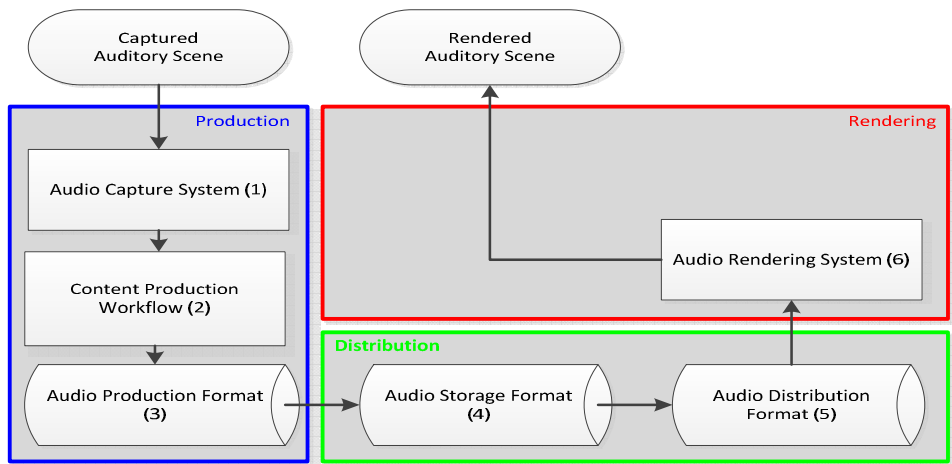 Captured
Auditory Scene
Rendered
Auditory Scene
Production
Audio Capture System (1)
Content Production
Workflow (2)
Audio Production Format
(3)
Rendering
Audio Rendering System (6)
Distribution
Audio Storage Format
(4)
Audio Distribution
Format (5)